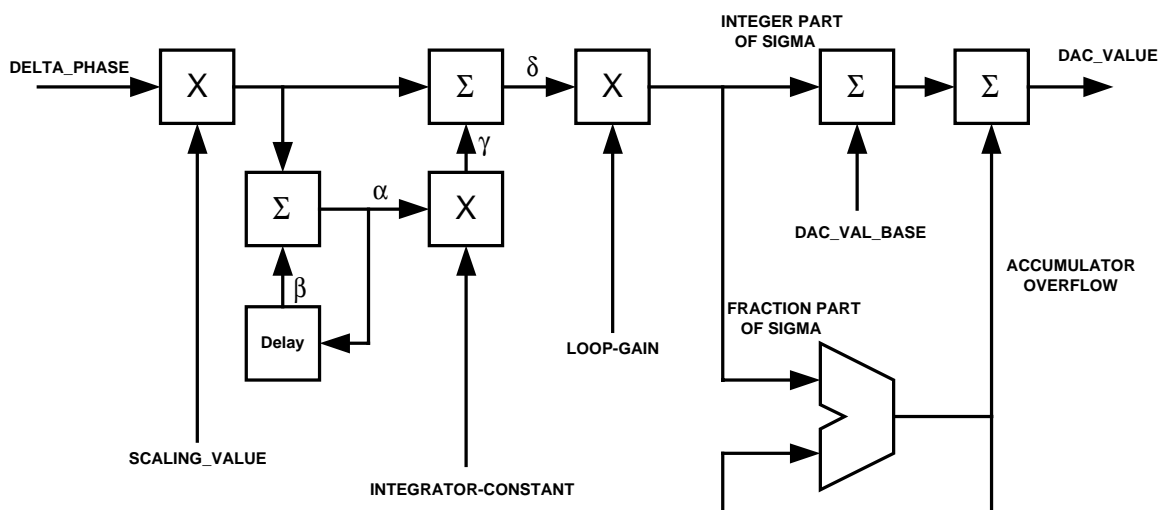 INTEGER PART
OF SIGMA
DELTA_PHASE
DAC_VALUE
X
Σ
δ
X
Σ
Σ
γ
Σ
α
X
DAC_VAL_BASE
β
ACCUMULATOR
OVERFLOW
Delay
FRACTION PART
OF SIGMA
LOOP-GAIN
SCALING_VALUE
INTEGRATOR-CONSTANT